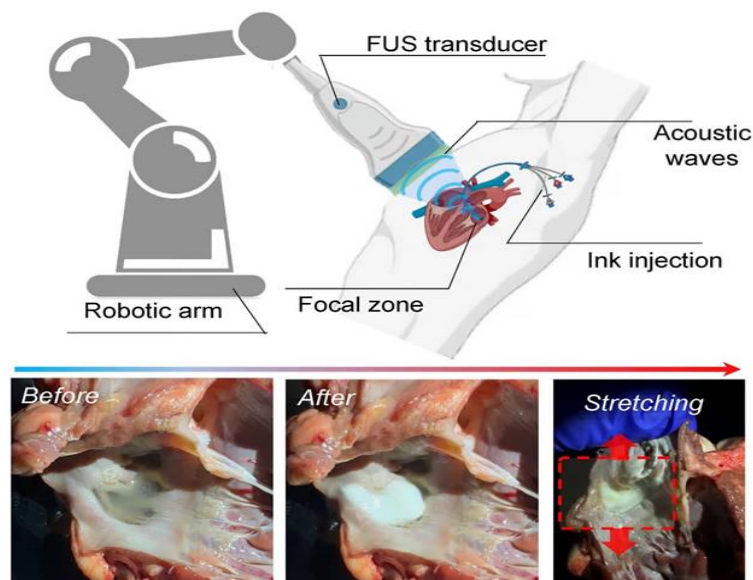 FUS transducer
Acoustic
waves
Ink injection
Focal zone
Robotic arm
Before
After
Stretching